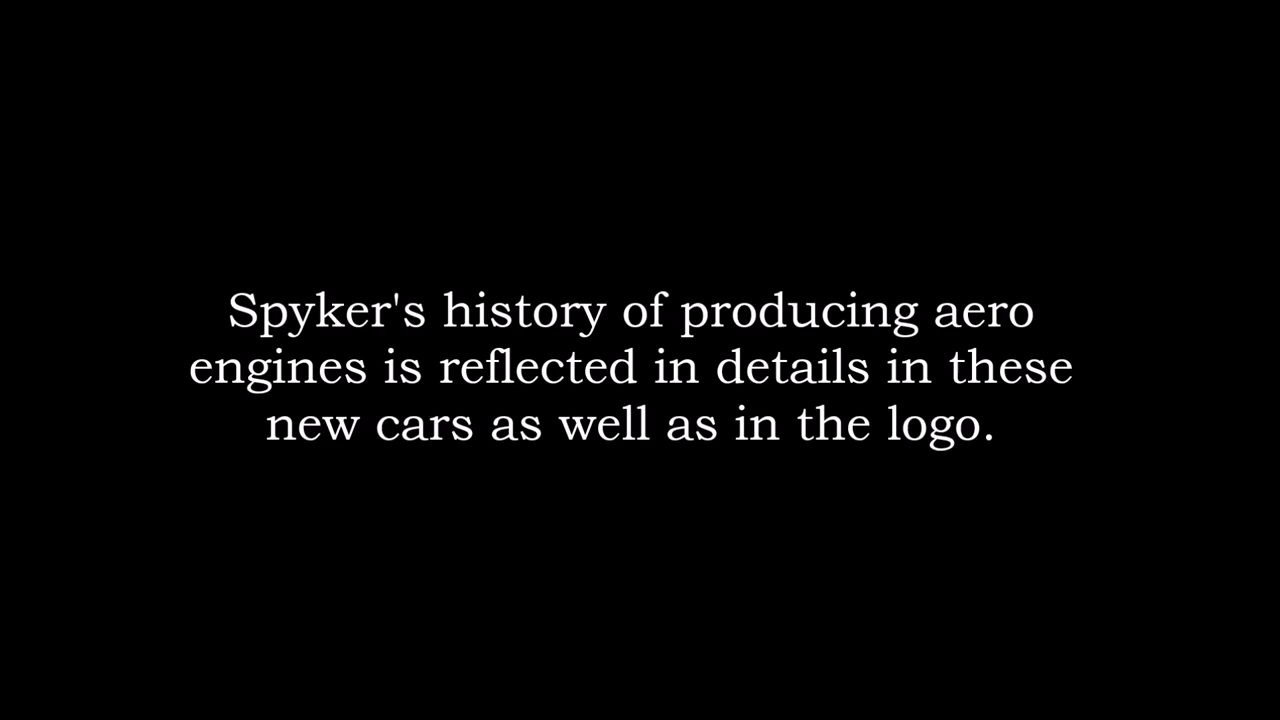 Spyker's history of producing aero
engines is reflected in details in these
new cars as well as in the logo.